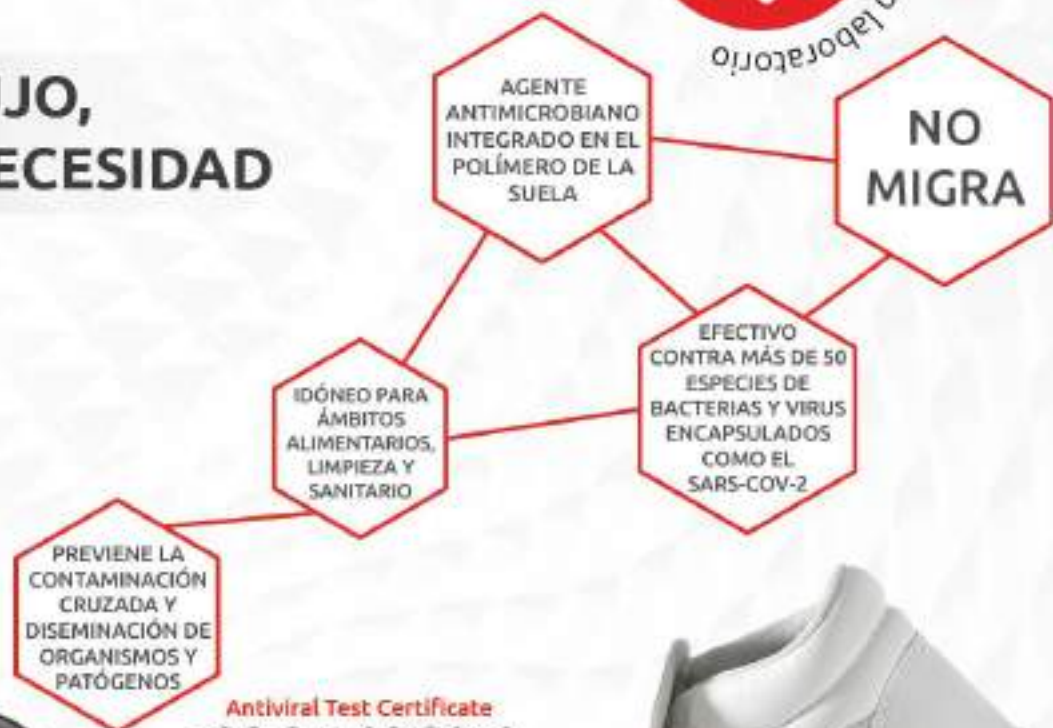 laboratorio
JO,
ECESIDAD
AGENTE
ANTIMICROBIANO
INTEGRADO EN EL
POLÍMERO DE LA
SUELA
NO
MIGRA
EFECTIVO
CONTRA MÁS DE 50
ESPECIES DE
BACTERIAS Y VIRUS
ENCAPSULADOS
COMO EL
SARS-COV-2
IDÓNEO PARA
ÁMBITOS
ALIMENTARIOS,
LIMPIEZA Y
SANITARIO
PREVIENE LA
CONTAMINACIÓN
CRUZADA Y
DISEMINACIÓN DE
ORGANISMOS Y
PATÓGENOS
Antiviral Test Certificate